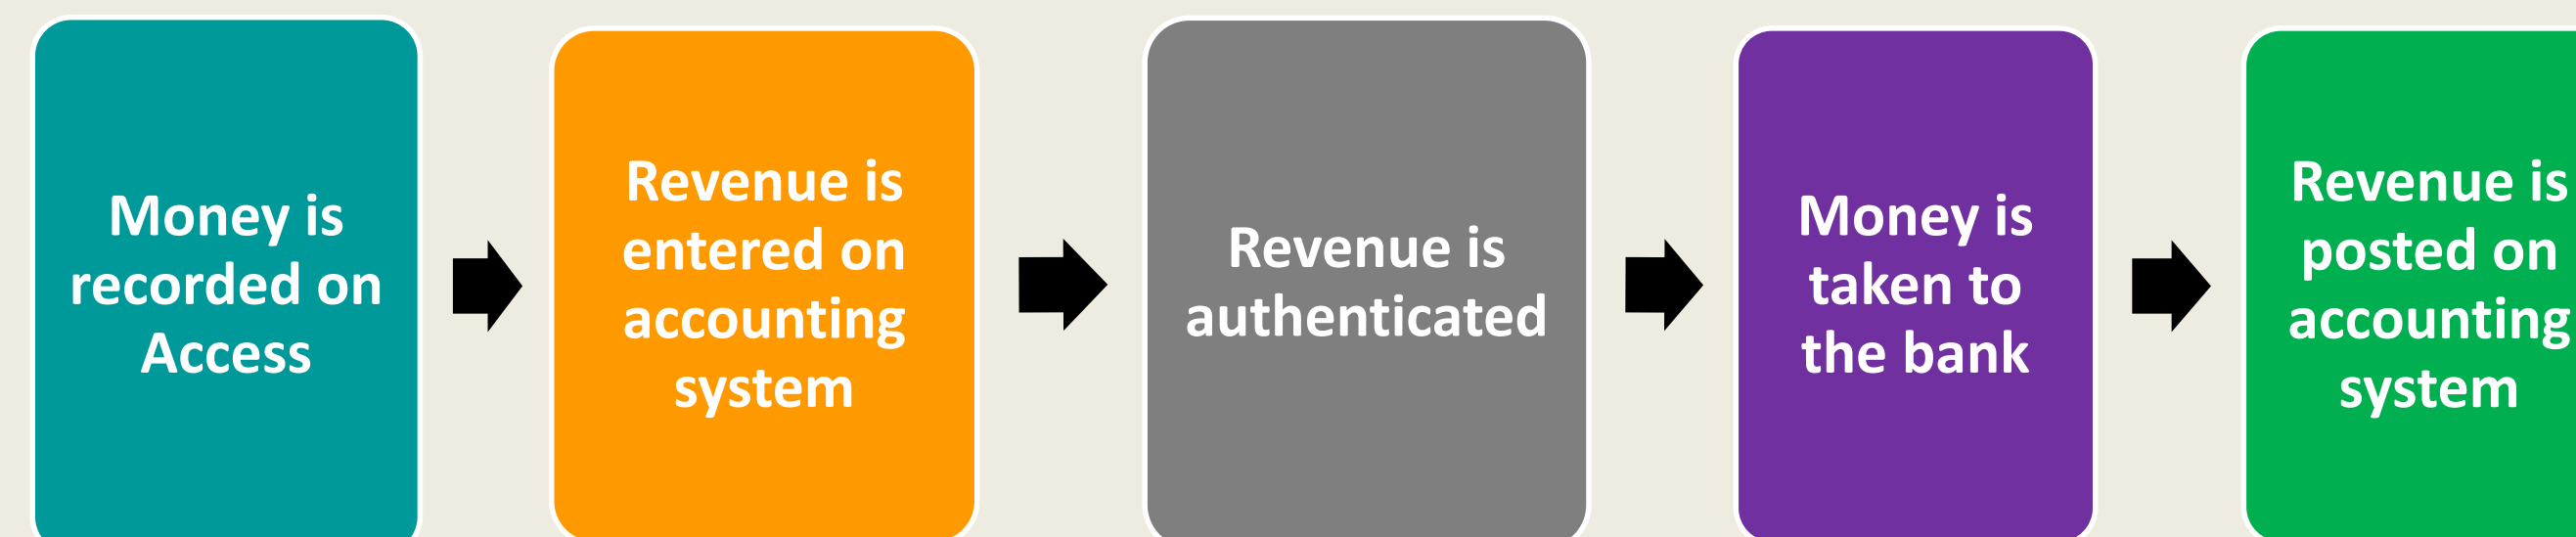 Money is
recorded on
Access
Revenue is
entered on
accounting
system
Revenue is
authenticated
Money is
taken to
the bank
Revenue is
posted on
accounting
system